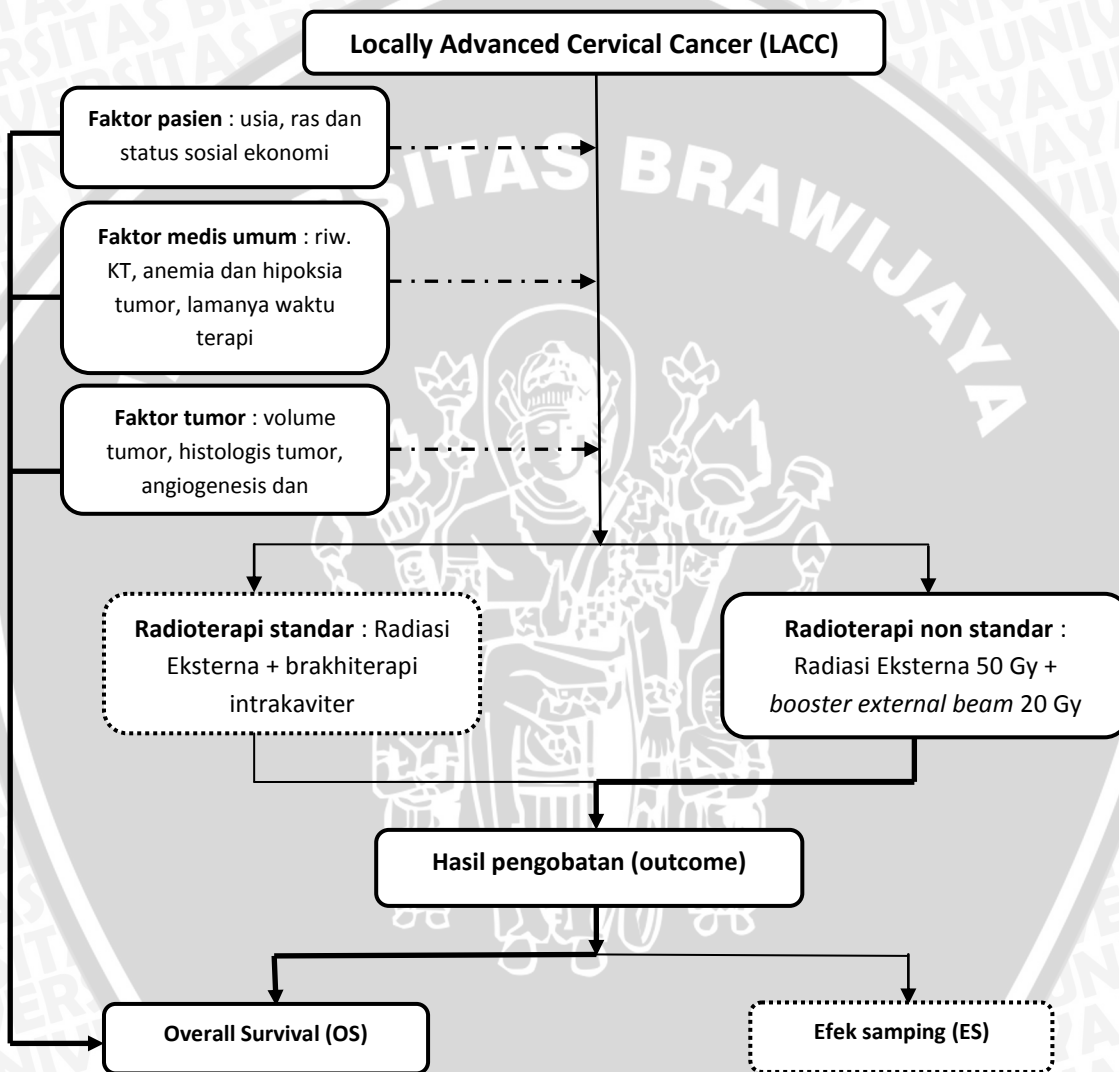 Locally Advanced Cervical Cancer (LACC)
Faktor pasien : usia, ras dan
status sosial ekonomi
Faktor medis umum : riw.
KT, anemia dan hipoksia
tumor, lamanya waktu
terapi
Faktor tumor : volume
tumor, histologis tumor,
angiogenesis dan
Radioterapi standar : Radiasi
Eksterna + brakhiterapi
intrakaviter
Radioterapi non standar :
Radiasi Eksterna 50 Gy +
booster external beam 20 Gy
Hasil pengobatan (outcome)
Overall Survival (OS)
Efek samping (ES)
SITAS BRAWIJAYA